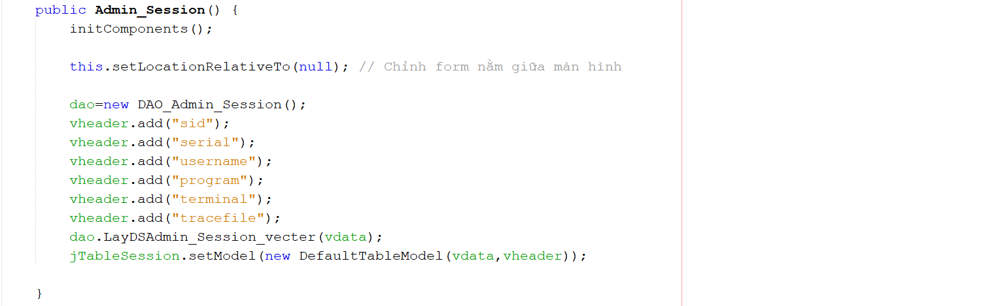 public Admin_Session() {
initComponents();
this.setLocationRelativeTo(null); // Chỉnh form nằm giữa màn hình
dao=new DAO_Admin_Session();
vheader.add("sid");
vheader.add("serial");
vheader.add("username");
vheader.add("program");
vheader.add("terminal");
vheader.add("tracefile");
dao.LayDSAdmin_Session_vecter(vdata);
jTableSession.setModel(new DefaultTableModel(vdata,vheader));
}